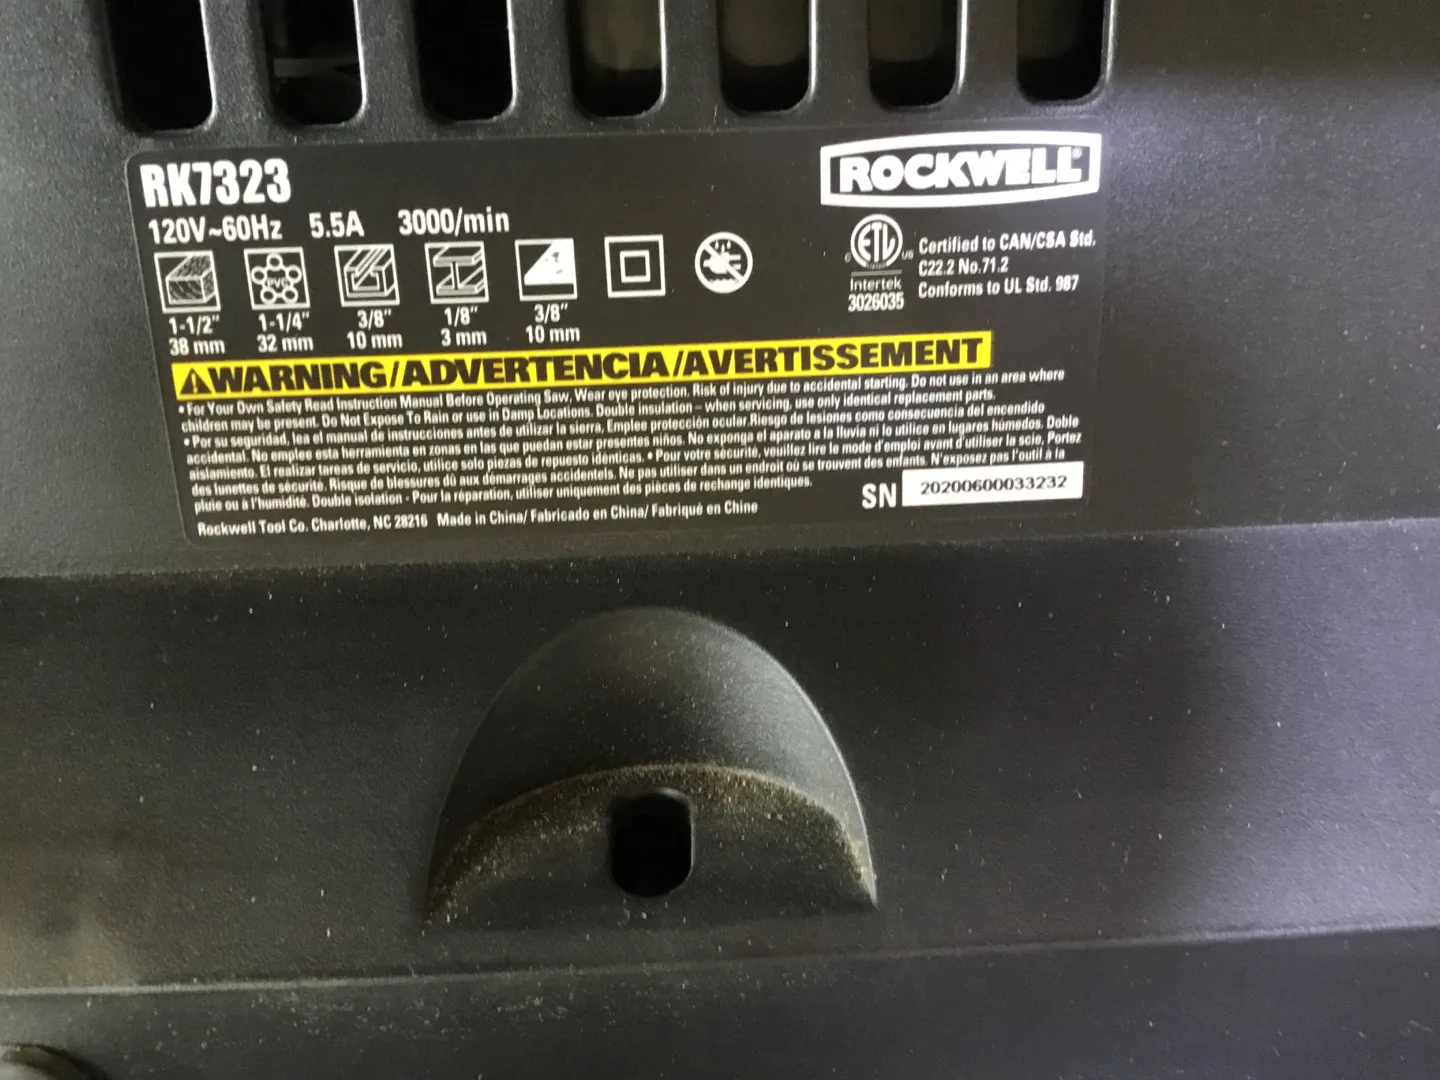 RK7323
ROCKWELL®
120V~60Hz 5.5A 3000/min
PVC
1-1/2" 1-1/4" 3/8" 1/8" 3/8"
38 mm 32 mm 10 mm 3 mm 10 mm
ETL
c us
Intertek
3026035
Certified to CAN/CSA Std.
C22.2 No.71.2
Conforms to UL Std. 987
WARNING/ADVERTENCIA/AVERTISSEMENT
• For Your Own Safety Read Instruction Manual Before Operating Saw, Wear eye protection. Risk of injury due to accidental starting. Do not use in an area where
children may be present. Do Not Expose To Rain or use in Damp Locations. Double insulation – when servicing, use only identical replacement parts.
• Por su seguridad, lea el manual de instrucciones antes de utilizar la sierra, Emplee protección ocular.Riesgo de lesiones como consecuencia del encendido
accidental. No emplee esta herramienta en zonas en las que puedan estar presentes niños. No exponga el aparato a la lluvia ni lo utilice en lugares húmedos. Doble
aislamiento. El realizar tareas de servicio, utilice solo piezas de repuesto idénticas. • Pour votre sécurité, veuillez lire le mode d'emploi avant d'utiliser la scie, Portez
des lunettes de sécurité. Risque de blessures dû aux démarrages accidentels. Ne pas utiliser dans un endroit où se trouvent des enfants. N'exposez pas l'outil à la
pluie ou à l'humidité. Double isolation - Pour la réparation, utiliser uniquement des pièces de rechange identiques.
SN 20200600033232
Rockwell Tool Co. Charlotte, NC 28216 Made in China/ Fabricado en China/ Fabriqué en Chine